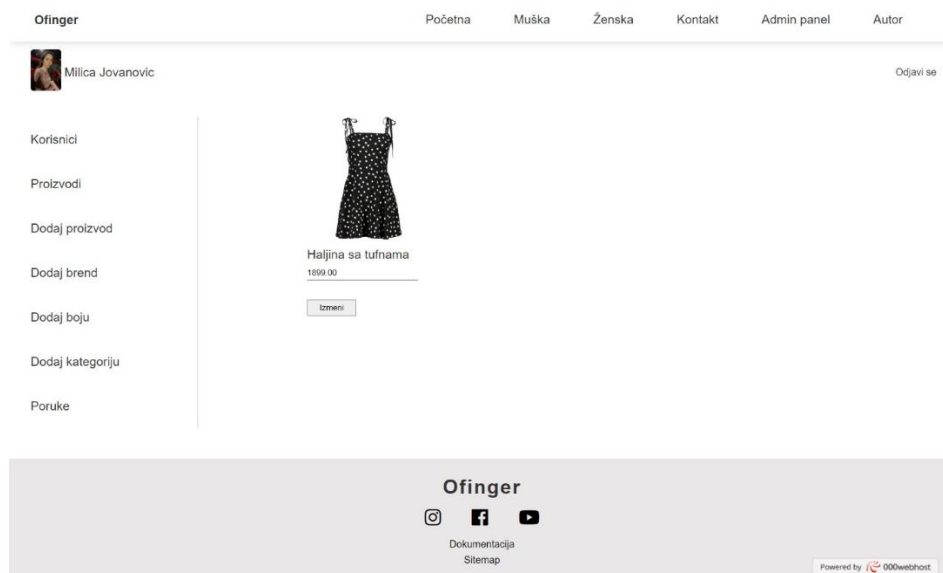 Ofinger Početna Muška Ženska Kontakt Admin panel Autor
Milica Jovanovic Odjavi se
Korisnici
Proizvodi
Dodaj proizvod
Dodaj brend
Dodaj boju
Dodaj kategoriju
Poruke
Haljina sa tufnama
1899.00
Izmeni
Ofinger
Dokumentacija
Sitemap
Powered by 000webhost